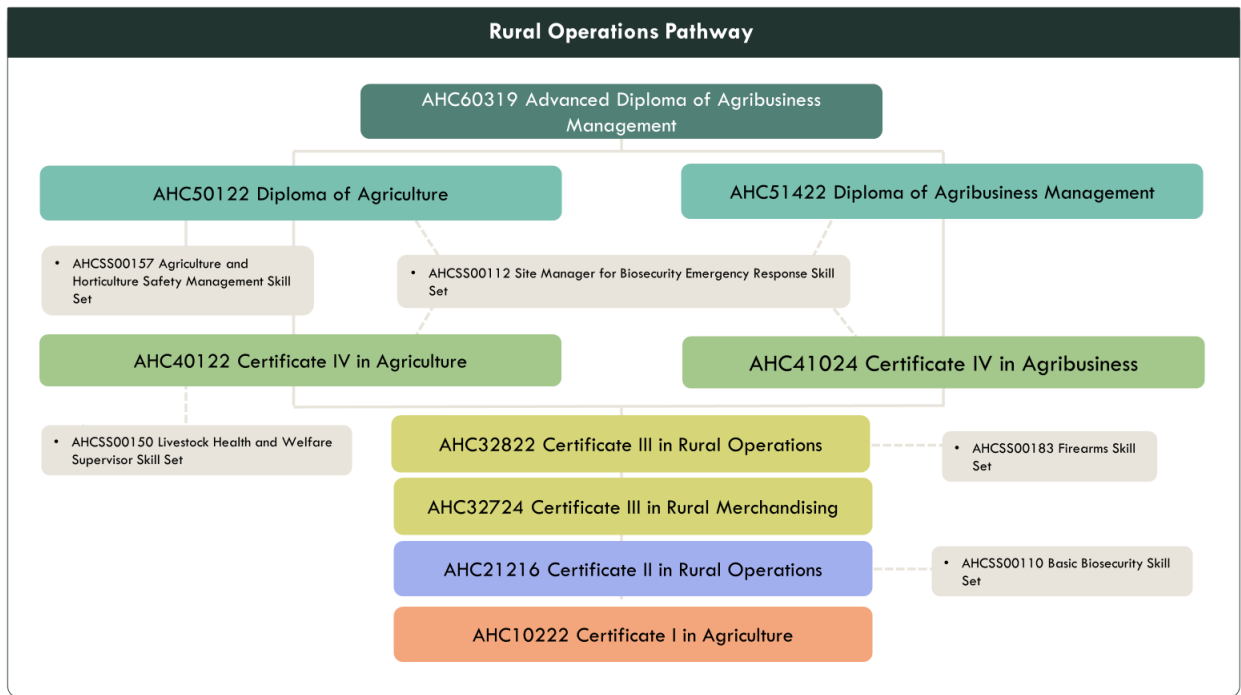 Rural Operations Pathway
AHC60319 Advanced Diploma of Agribusiness
Management
AHC50122 Diploma of Agriculture
AHC51422 Diploma of Agribusiness Management
• AHCSS00157 Agriculture and
Horticulture Safety Management Skill
Set
• AHCSS00112 Site Manager for Biosecurity Emergency Response Skill
Set
AHC40122 Certificate IV in Agriculture
AHC41024 Certificate IV in Agribusiness
• AHCSS00150 Livestock Health and Welfare
Supervisor Skill Set
AHC32822 Certificate III in Rural Operations
• AHCSS00183 Firearms Skill
Set
AHC32724 Certificate III in Rural Merchandising
AHC21216 Certificate II in Rural Operations
• AHCSS00110 Basic Biosecurity Skill
Set
AHC10222 Certificate I in Agriculture